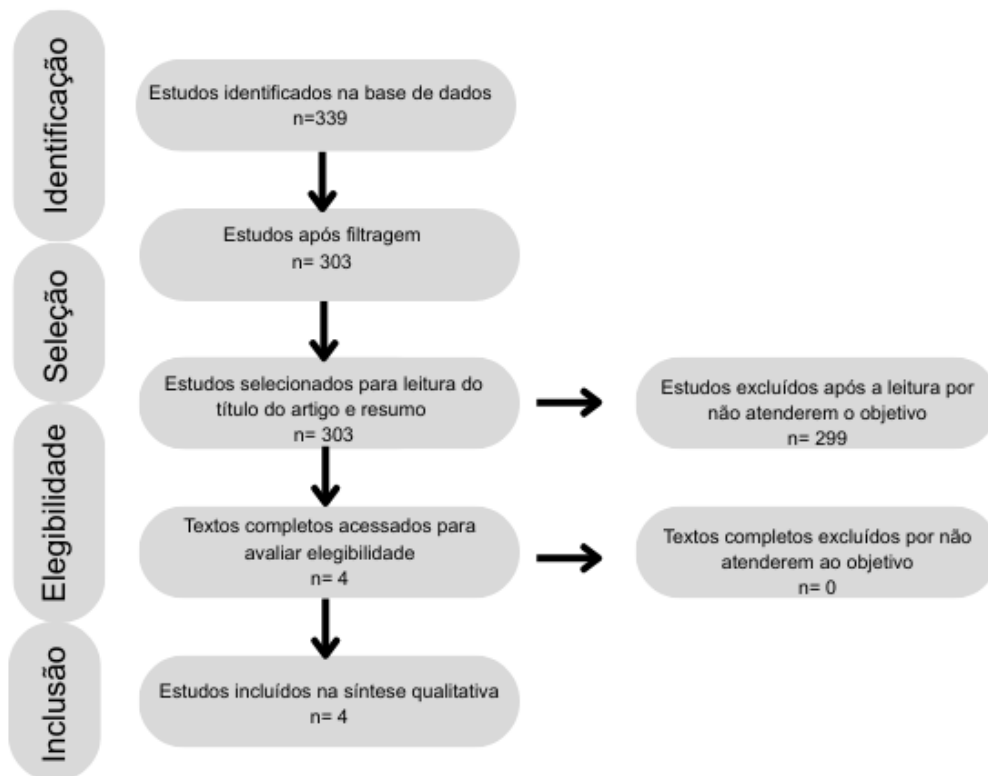 Identificação
Estudos identificados na base de dados
n=339
Estudos após filtragem
n= 303
Seleção
Estudos selecionados para leitura do
título do artigo e resumo
n= 303
Estudos excluídos após a leitura por
não atenderem o objetivo
n= 299
Elegibilidade
Textos completos acessados para
avaliar elegibilidade
n= 4
Textos completos excluídos por não
atenderem ao objetivo
n= 0
Inclusão
Estudos incluídos na síntese qualitativa
n= 4